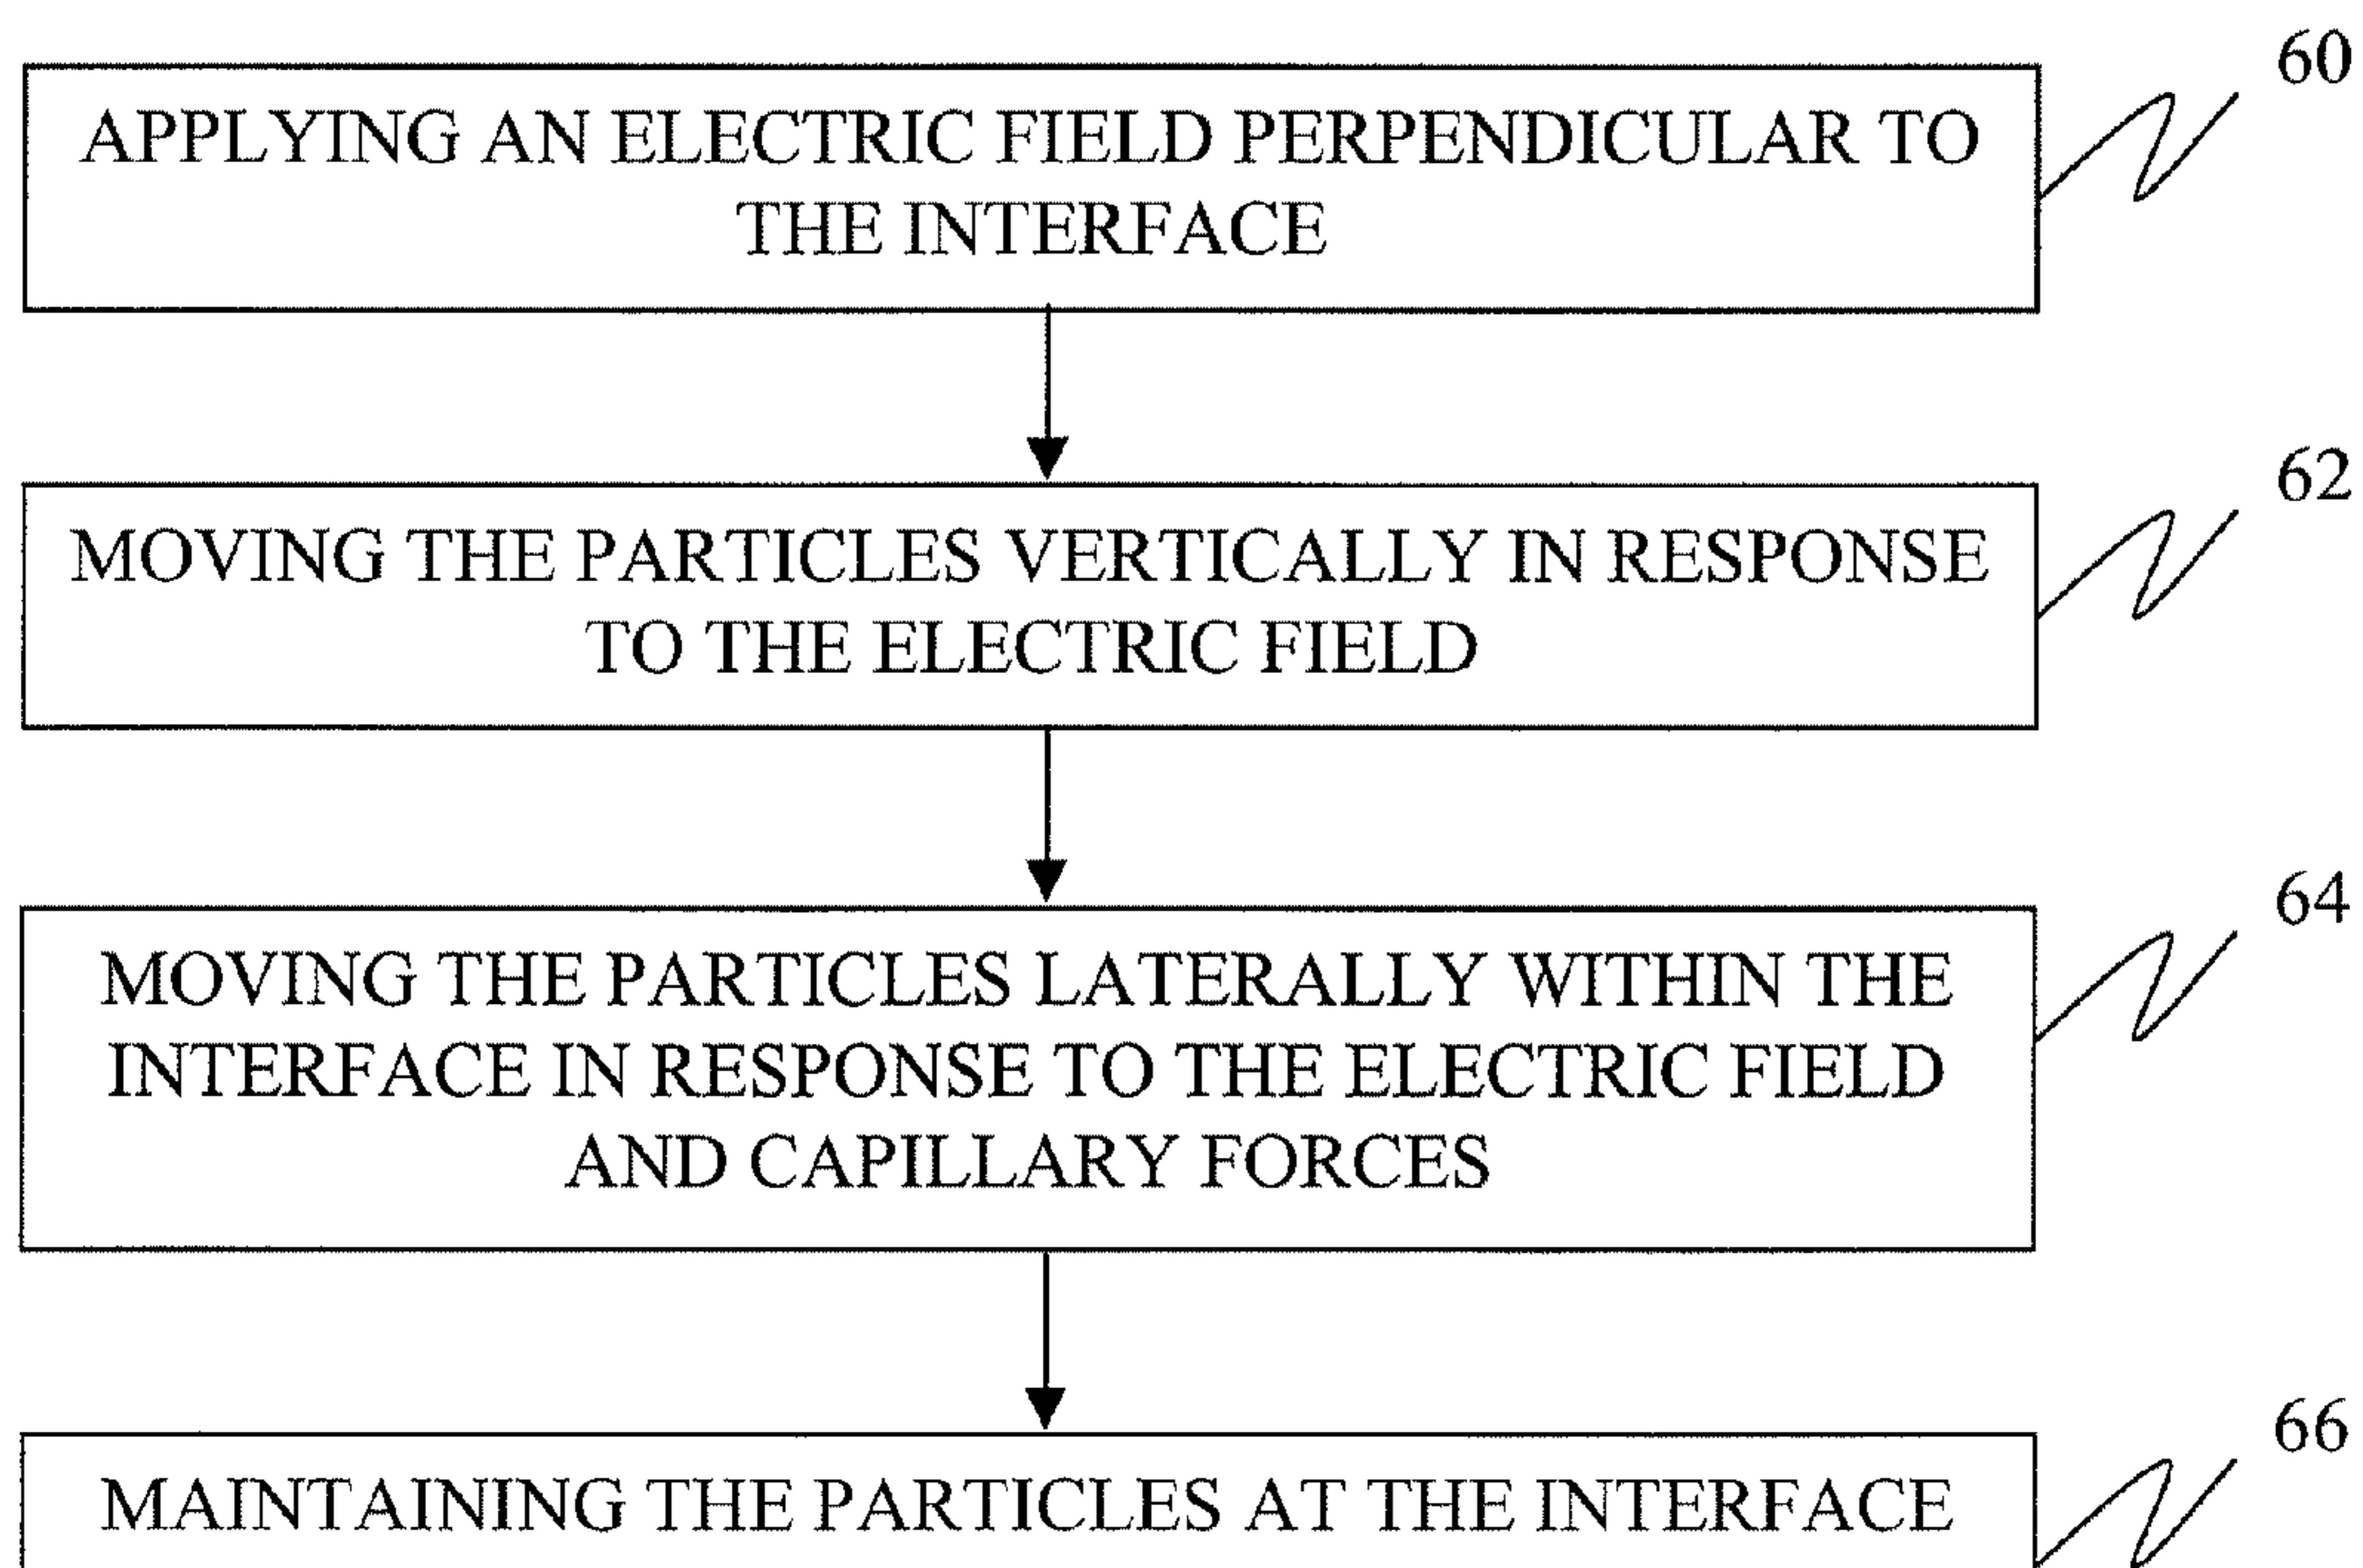 60
APPLYING AN ELECTRIC FIELD PERPENDICULAR TO
THE INTERFACE
62
MOVING THE PARTICLES VERTICALLY IN RESPONSE
TO THE ELECTRIC FIELD
64
MOVING THE PARTICLES LATERALLY WITHIN THE
INTERFACE IN RESPONSE TO THE ELECTRIC FIELD
AND CAPILLARY FORCES
66
MAINTAINING THE PARTICLES AT THE INTERFACE